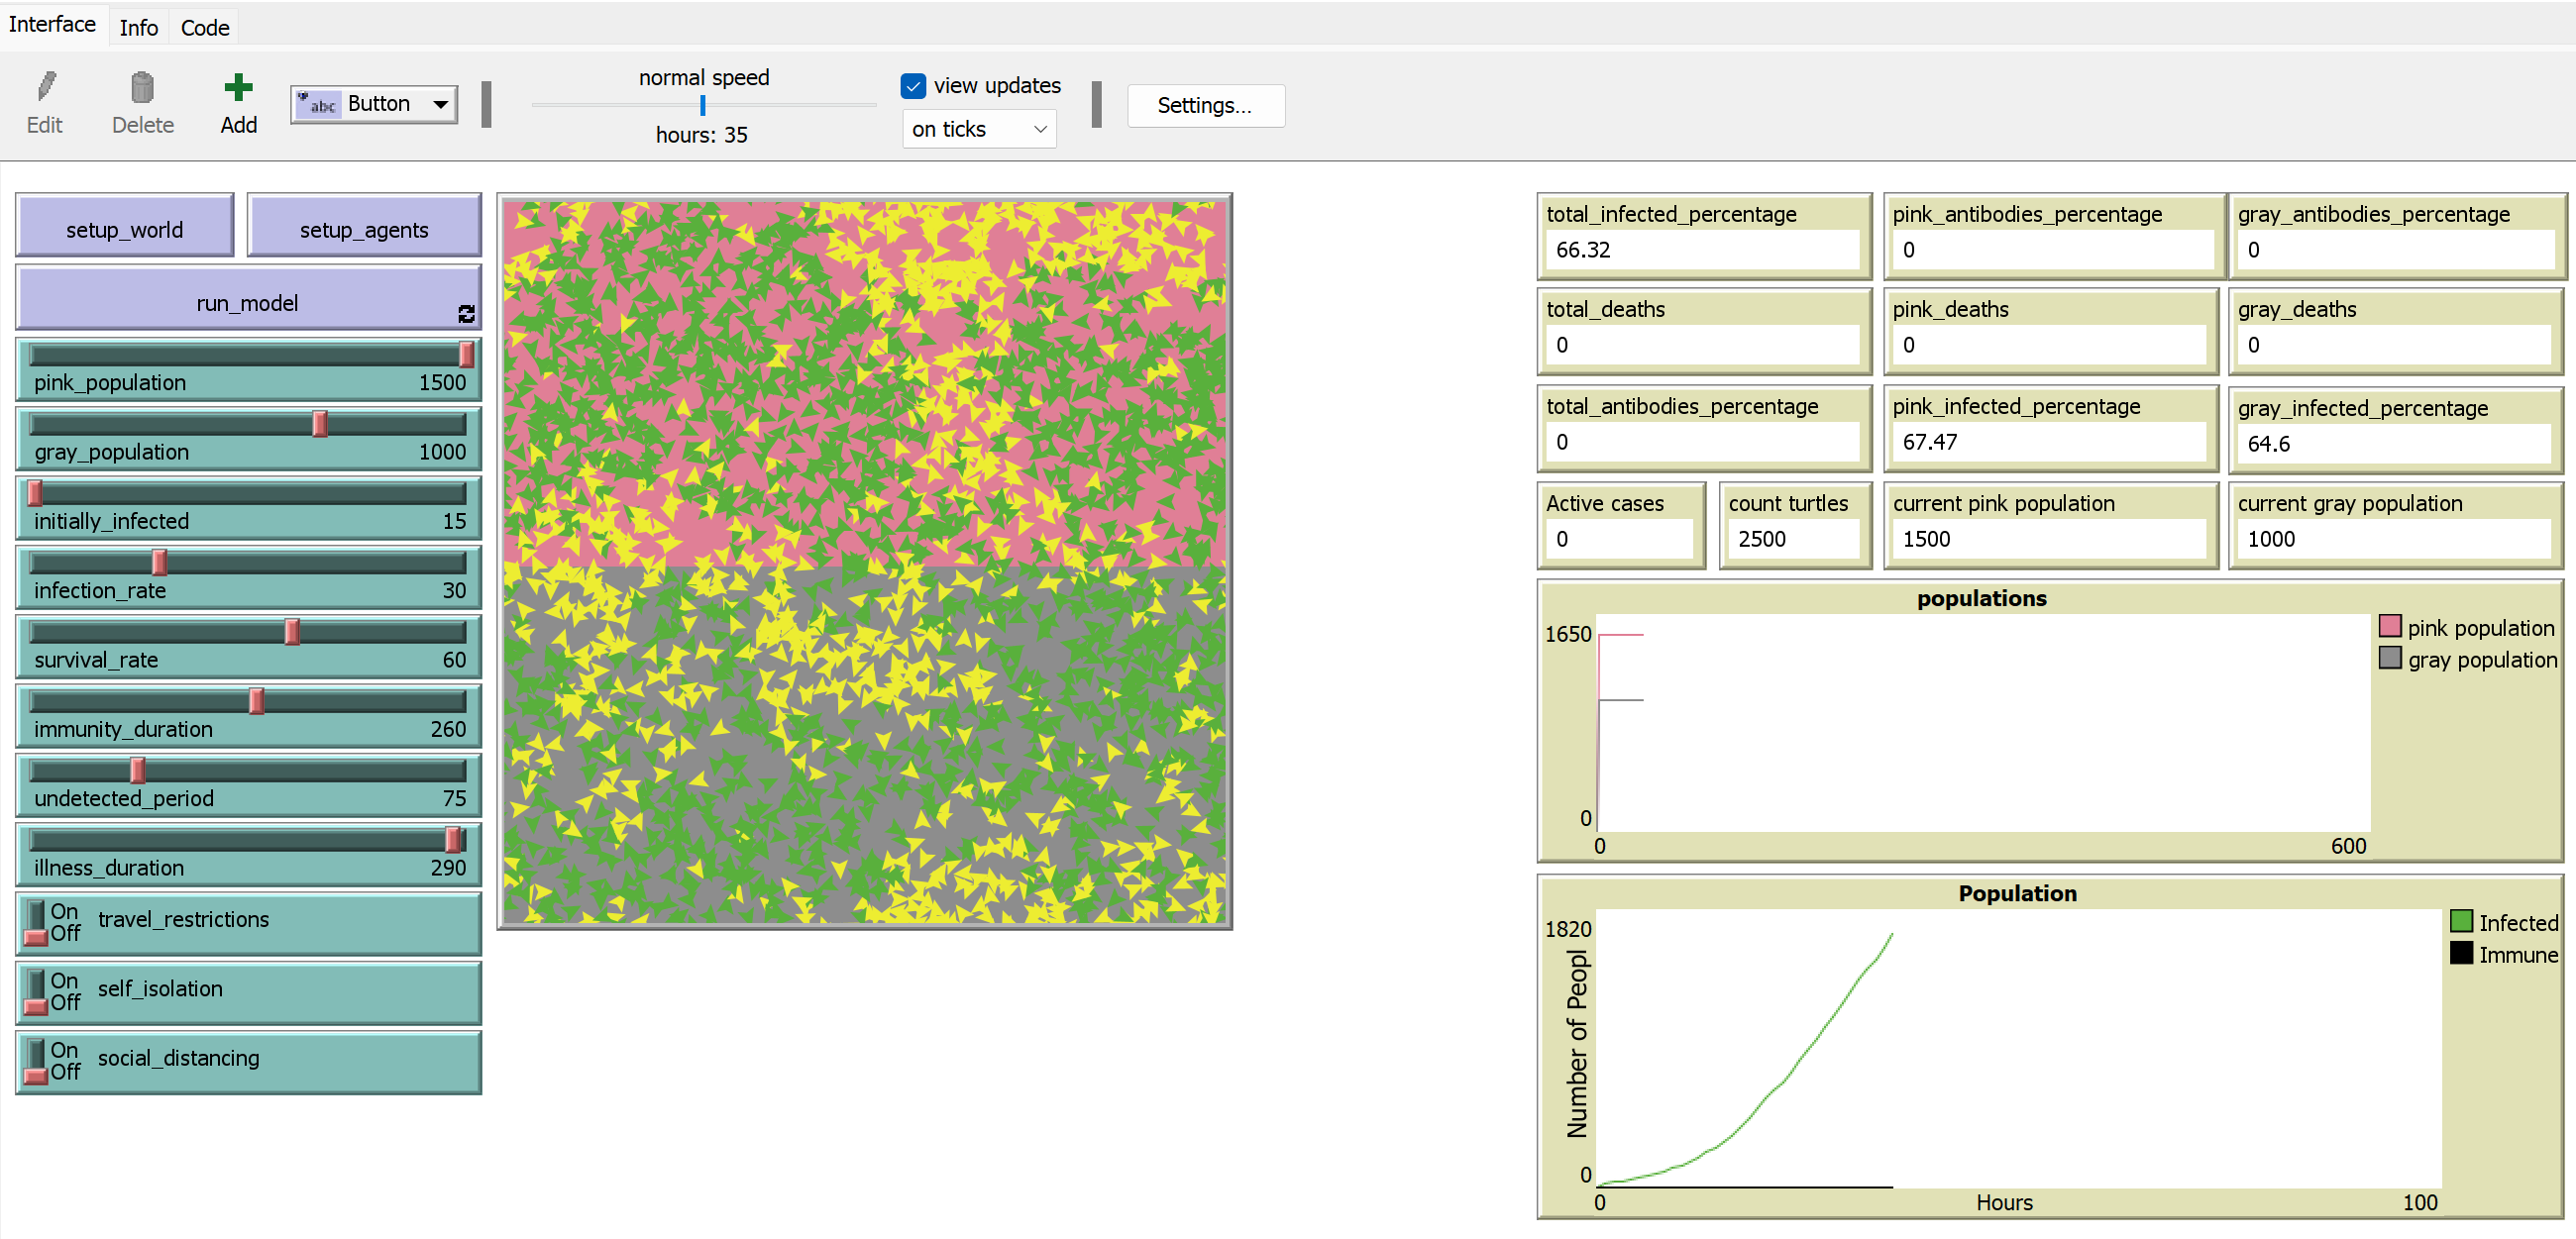 Interface Info Code
normal speed
view updates
Edit Delete Add
abc Button
hours: 35
on ticks
Settings...
setup_world
setup_agents
run_model
pink_population 1500
gray_population 1000
initially_infected 15
infection_rate 30
survival_rate 60
immunity_duration 260
undetected_period 75
illness_duration 290
On
Off
travel_restrictions
On
Off
self_isolation
On
Off
social_distancing
total_infected_percentage
66.32
pink_antibodies_percentage
0
gray_antibodies_percentage
0
total_deaths
0
pink_deaths
0
gray_deaths
0
total_antibodies_percentage
0
pink_infected_percentage
67.47
gray_infected_percentage
64.6
Active cases
0
count turtles
2500
current pink population
1500
current gray population
1000
populations
1650
0
0
600
pink population
gray population
Population
1820
Number of Peopl
0
0
Hours
100
Infected
Immune